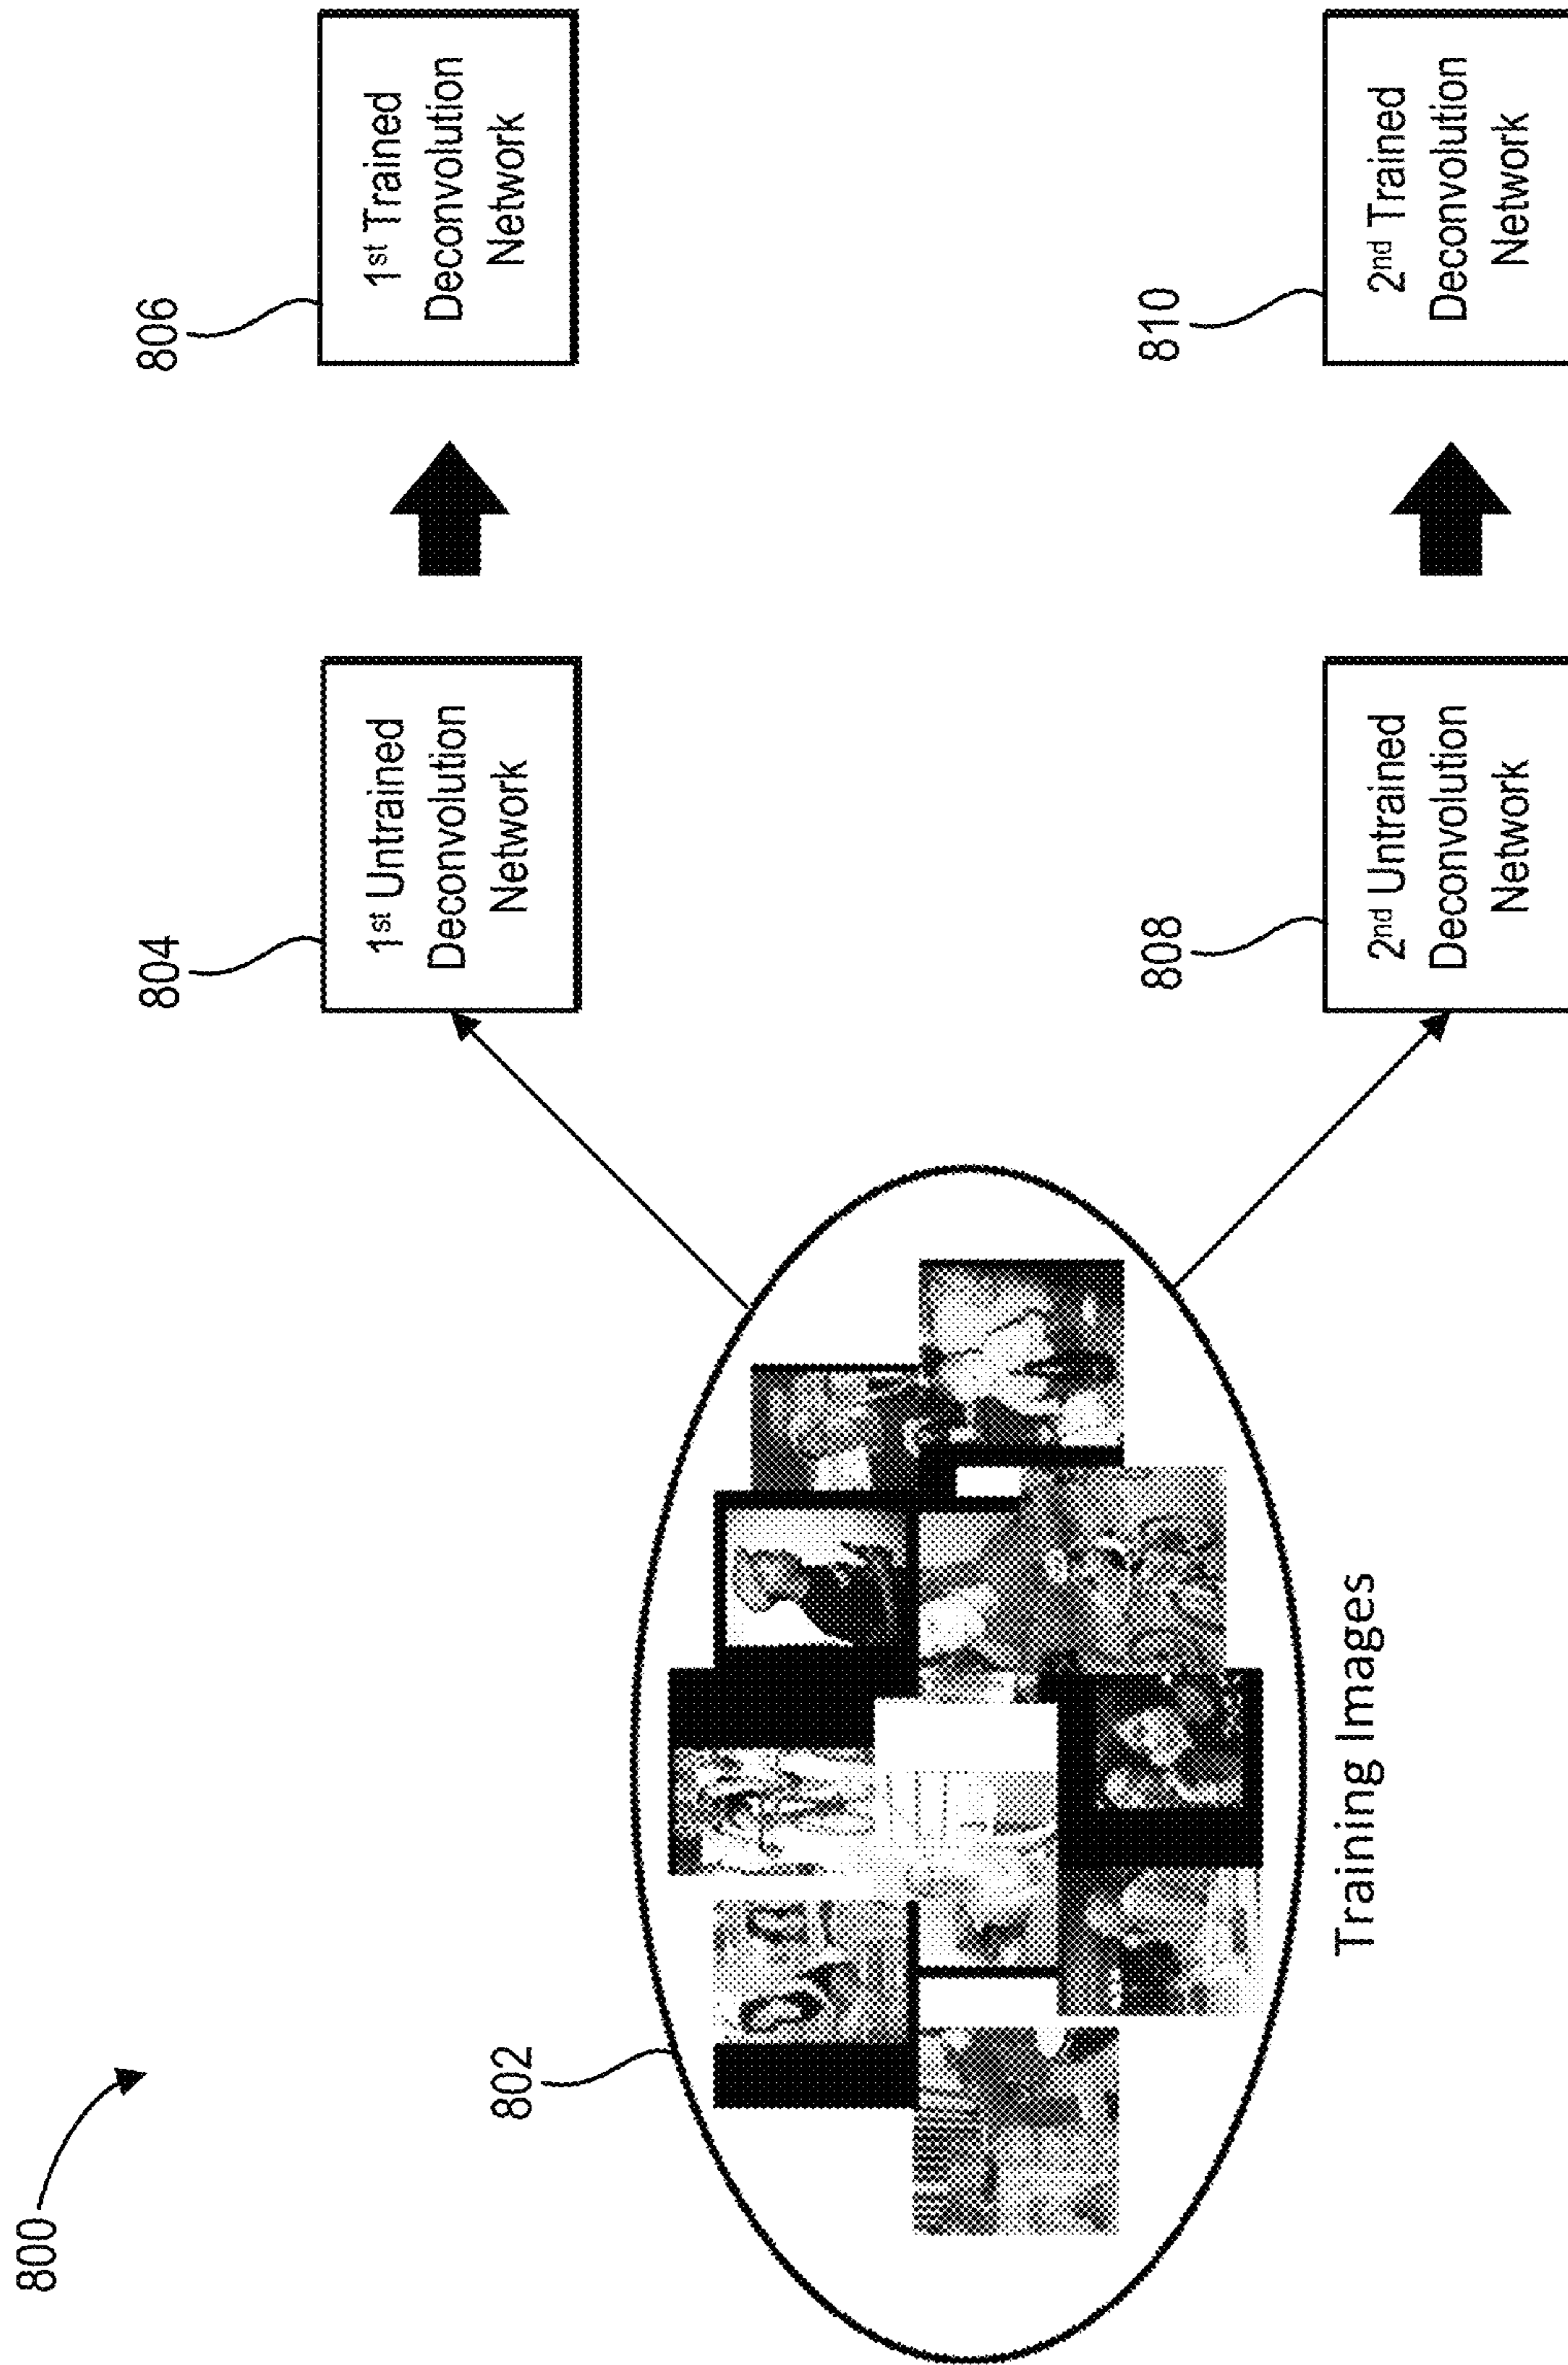 800
802
Training Images
804
1st Untrained
Deconvolution
Network
806
1st Trained
Deconvolution
Network
808
2nd Untrained
Deconvolution
Network
810
2nd Trained
Deconvolution
Network